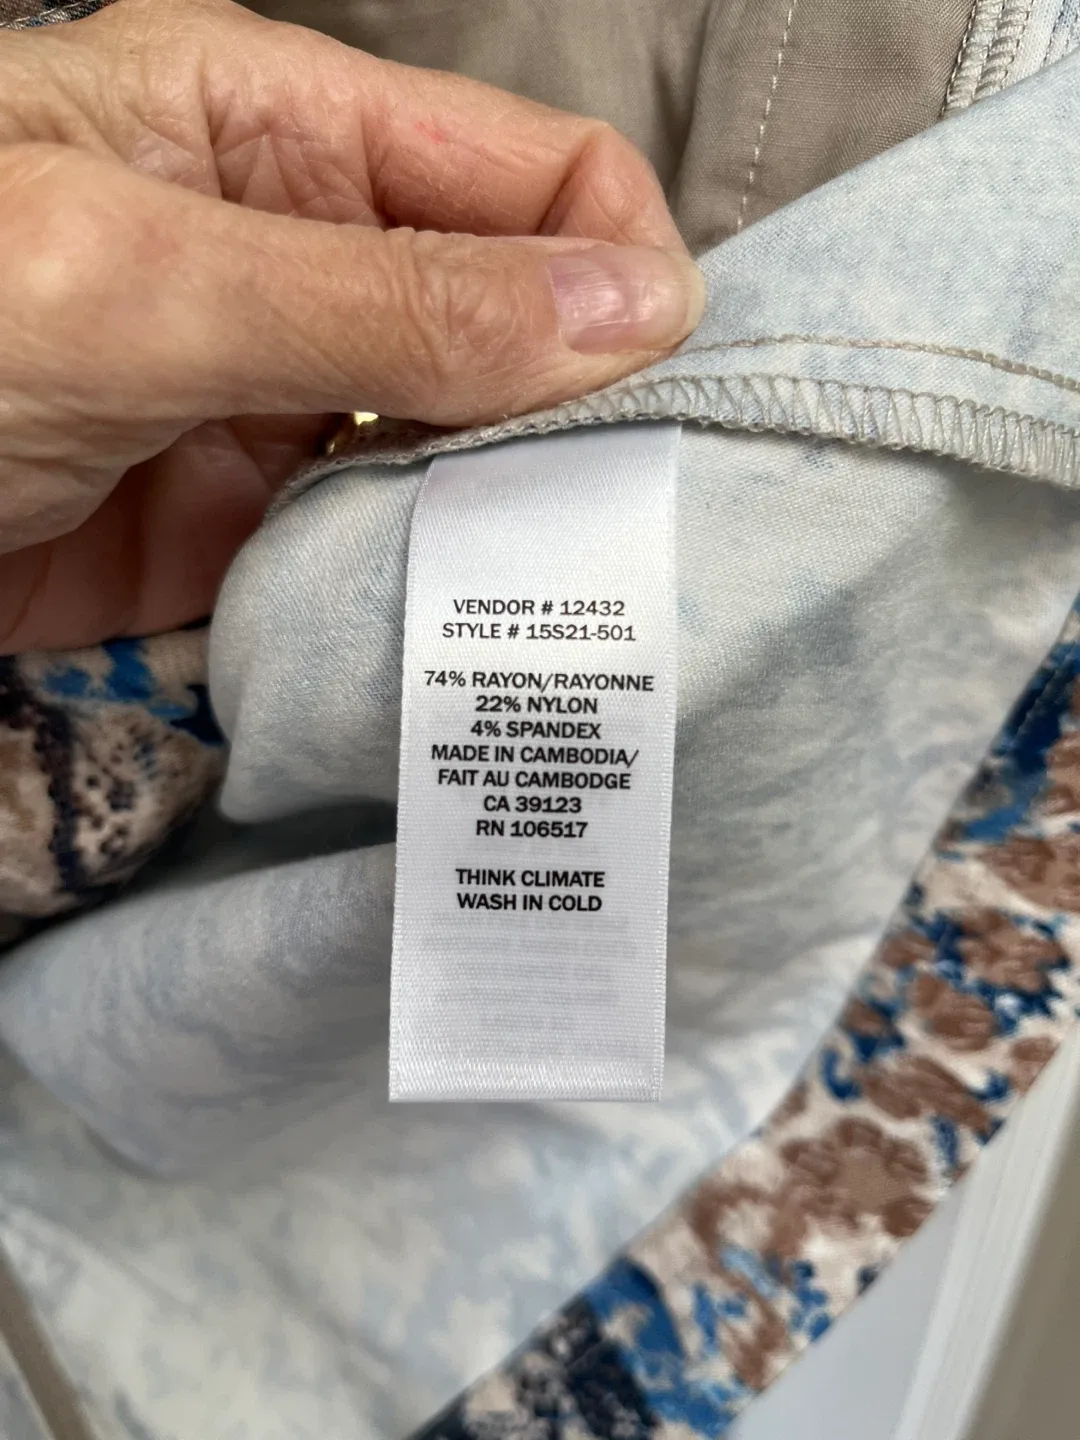 VENDOR # 12432
STYLE # 15S21-501
74% RAYON/RAYONNE
22% NYLON
4% SPANDEX
MADE IN CAMBODIA/
FAIT AU CAMBODGE
CA 39123
RN 106517
THINK CLIMATE
WASH IN COLD